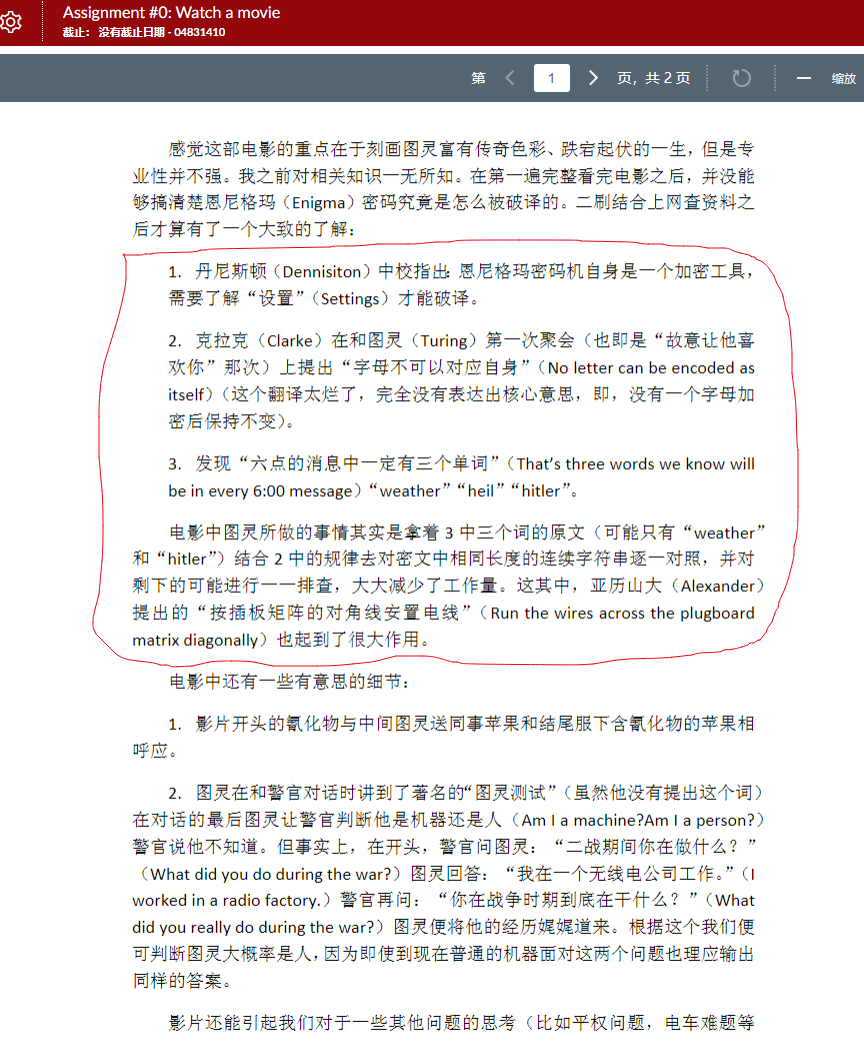 Assignment #0: Watch a movie
截止： 没有截止日期 - 04831410
第 1 页，共 2 页 缩放
感觉这部电影的重点在于刻画图灵富有传奇色彩、跌宕起伏的一生，但是专
业性并不强。我之前对相关知识一无所知。在第一遍完整看完电影之后，并没能
够搞清楚恩尼格玛（Enigma）密码究竟是怎么被破译的。二刷结合上网查资料之
后才算有了一个大致的了解：
1. 丹尼斯顿（Dennisiton）中校指出：恩尼格玛密码机自身是一个加密工具，
需要了解“设置”（Settings）才能破译。
2. 克拉克（Clarke）在和图灵（Turing）第一次聚会（也即是“故意让他喜
欢你”那次）上提出“字母不可以对应自身”（No letter can be encoded as
itself）（这个翻译太烂了，完全没有表达出核心意思，即，没有一个字母加
密后保持不变）。
3. 发现“六点的消息中一定有三个单词”（That’s three words we know will
be in every 6:00 message）“weather”“heil”“hitler”。
电影中图灵所做的事情其实是拿着 3 中三个词的原文（可能只有“weather”
和“hitler”）结合 2 中的规律去对密文中相同长度的连续字符串逐一对照，并对
剩下的可能进行一一排查，大大减少了工作量。这其中，亚历山大（Alexander）
提出的“按插板矩阵的对角线安置电线”（Run the wires across the plugboard
matrix diagonally）也起到了很大作用。
电影中还有一些有意思的细节：
1. 影片开头的氰化物与中间图灵送同事苹果和结尾服下含氰化物的苹果相
呼应。
2. 图灵在和警官对话时讲到了著名的“图灵测试”（虽然他没有提出这个词）
在对话的最后图灵让警官判断他是机器还是人（Am I a machine?Am I a person?）
警官说他不知道。但事实上，在开头，警官问图灵：“二战期间你在做什么？”
（What did you do during the war?）图灵回答：“我在一个无线电公司工作。”（I
worked in a radio factory.）警官再问：“你在战争时期到底在干什么？”（What
did you really do during the war?）图灵便将他的经历娓娓道来。根据这个我们便
可判断图灵大概率是人，因为即使到现在普通的机器面对这两个问题也理应输出
同样的答案。
影片还能引起我们对于一些其他问题的思考（比如平权问题，电车难题等